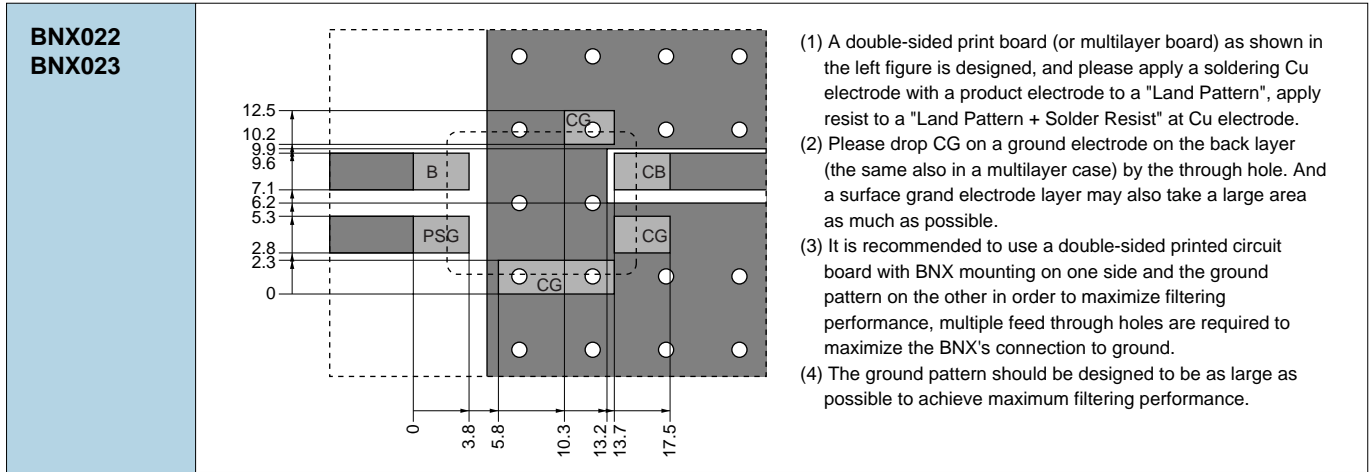 BNX022
BNX023
12.5
10.2
9.9
9.6
7.1
6.2
5.3
2.8
2.3
0
CG
B
CB
PSG
CG
CG
0
3.8
5.8
10.3
13.2
13.7
17.5
(1) A double-sided print board (or multilayer board) as shown in
the left figure is designed, and please apply a soldering Cu
electrode with a product electrode to a "Land Pattern", apply
resist to a "Land Pattern + Solder Resist" at Cu electrode.
(2) Please drop CG on a ground electrode on the back layer
(the same also in a multilayer case) by the through hole. And
a surface grand electrode layer may also take a large area
as much as possible.
(3) It is recommended to use a double-sided printed circuit
board with BNX mounting on one side and the ground
pattern on the other in order to maximize filtering
performance, multiple feed through holes are required to
maximize the BNX's connection to ground.
(4) The ground pattern should be designed to be as large as
possible to achieve maximum filtering performance.